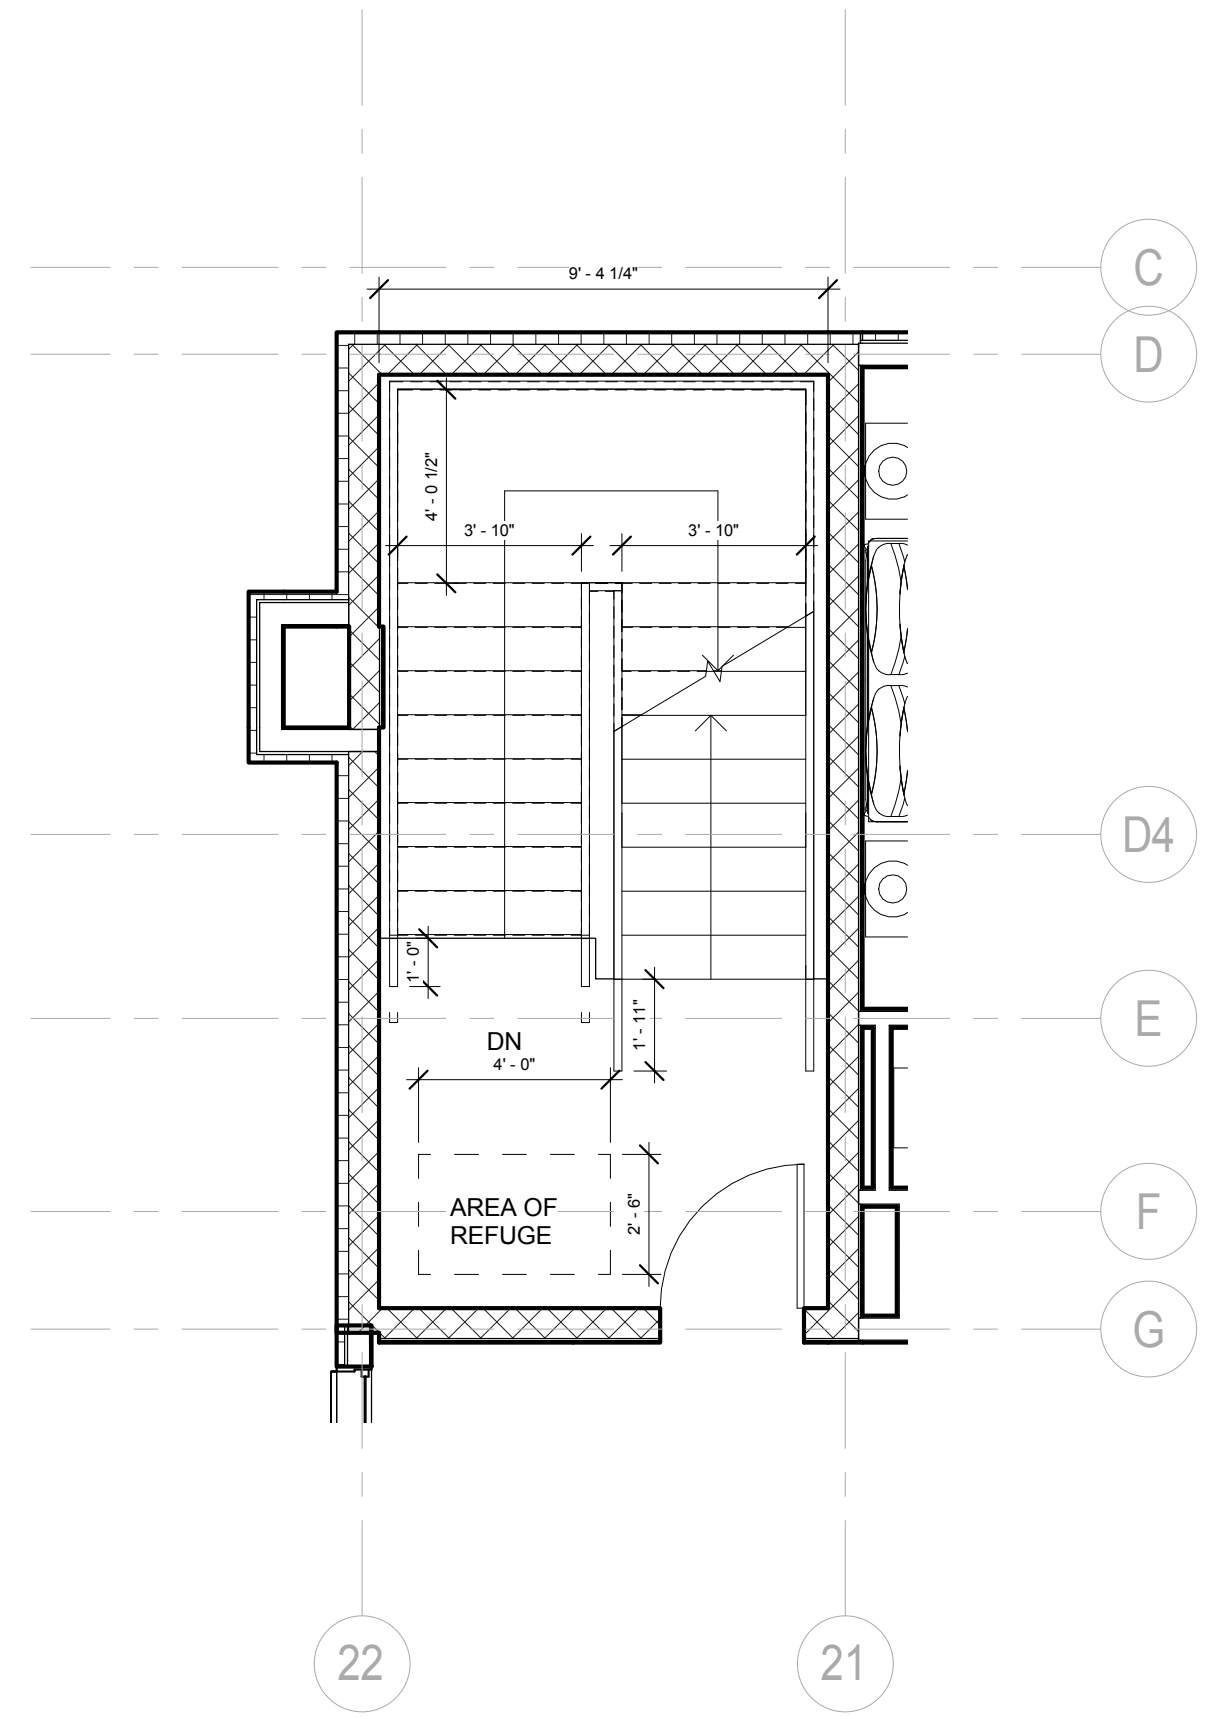 C
9' - 4 1/4"
D
4' - 0 1/2"
3' - 10"
3' - 10"
D4
1' - 0"
E
1' - 11"
DN
4' - 0"
AREA OF
REFUGE
2' - 6"
F
G
22
21